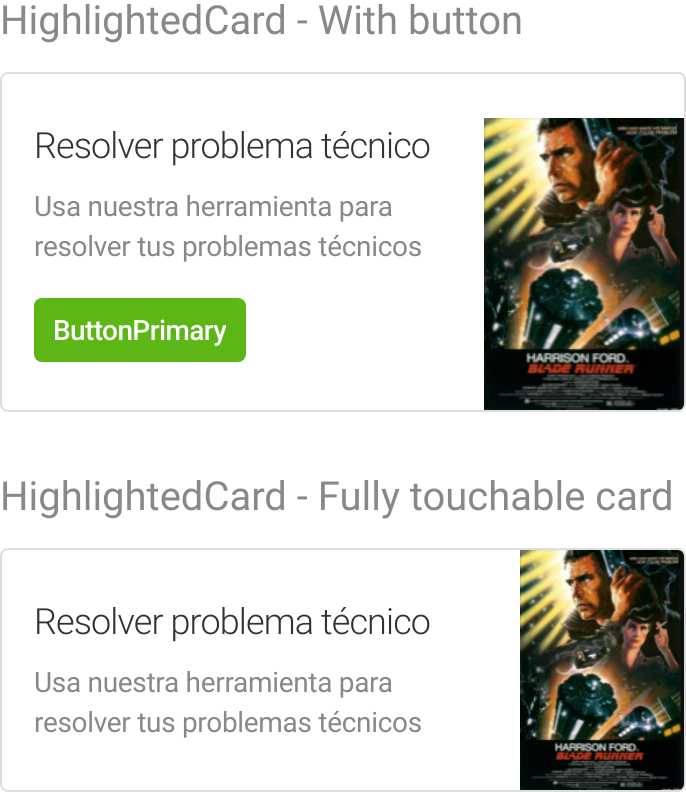 HighlightedCard - With button
Resolver problema técnico
Usa nuestra herramienta para
resolver tus problemas técnicos
ButtonPrimary
HARRISON FORD.
BLADE RUNNER
HighlightedCard - Fully touchable card
Resolver problema técnico
Usa nuestra herramienta para
resolver tus problemas técnicos
HARRISON FORD.
BLADE RUNNER